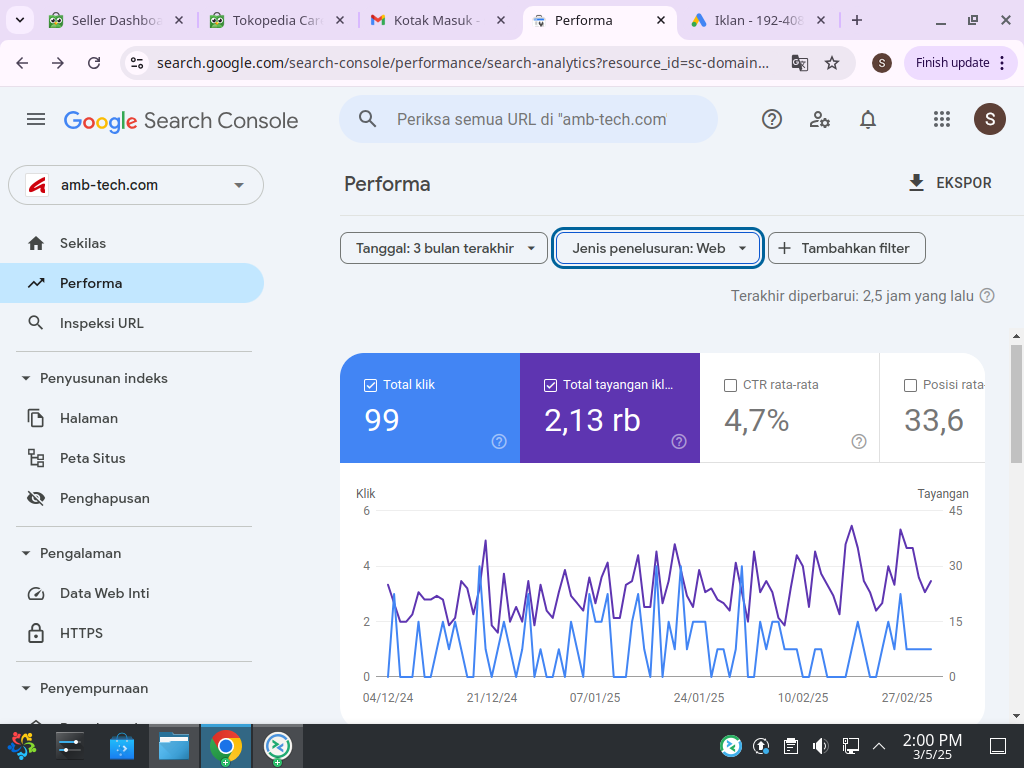 Seller Dashboa
Tokopedia Car
Kotak Masuk -
Performa
Iklan - 192-408
search.google.com/search-console/performance/search-analytics?resource_id=sc-domain...
S
Finish update
Google Search Console
Periksa semua URL di "amb-tech.com"
S
amb-tech.com
Performa
EKSPOR
Sekilas
Performa
Inspeksi URL
Penyusunan indeks
Halaman
Peta Situs
Penghapusan
Pengalaman
Data Web Inti
HTTPS
Penyempurnaan
Tanggal: 3 bulan terakhir
Jenis penelusuran: Web
Tambahkan filter
Terakhir diperbarui: 2,5 jam yang lalu
Total klik
99
Total tayangan ikl...
2,13 rb
CTR rata-rata
4,7%
Posisi rata-
33,6
Klik
Tayangan
6
45
4
30
2
15
0
0
04/12/24
21/12/24
07/01/25
24/01/25
10/02/25
27/02/25
2:00 PM
3/5/25